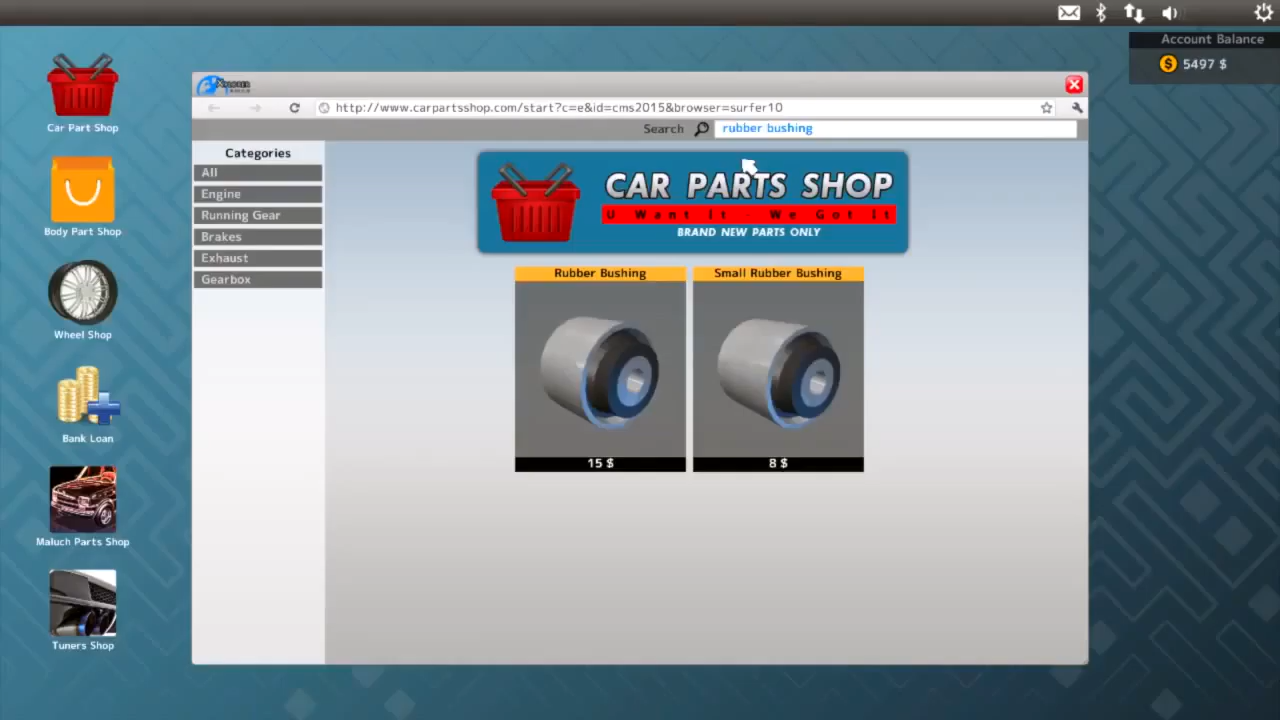 Account Balance
5497 $
Car Part Shop
Body Part Shop
Wheel Shop
Bank Loan
Maluch Parts Shop
Tuners Shop
http://www.carpartsshop.com/start?c=e&id=cms2015&browser=surfer10
Search
rubber bushing
Categories
All
Engine
Running Gear
Brakes
Exhaust
Gearbox
CAR PARTS SHOP
U Want It - We Got It
BRAND NEW PARTS ONLY
Rubber Bushing
15 $
Small Rubber Bushing
8 $